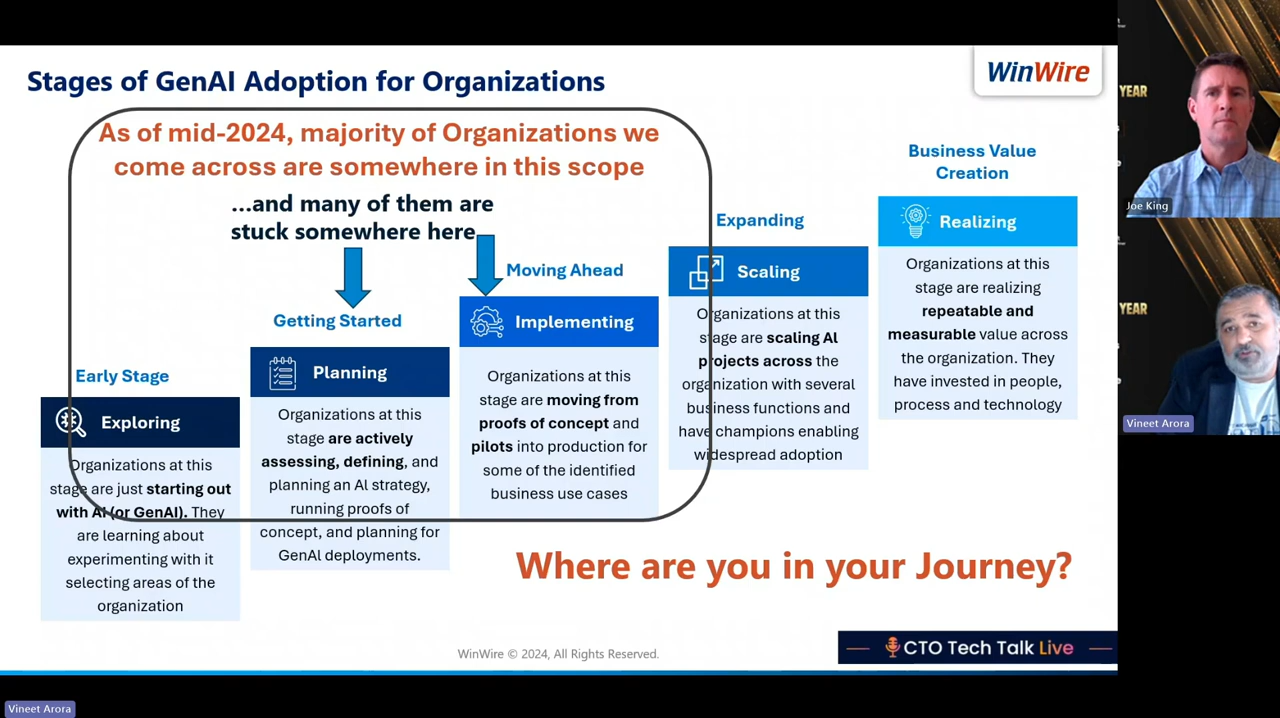 Stages of GenAI Adoption for Organizations
WinWire
As of mid-2024, majority of Organizations we
come across are somewhere in this scope
...and many of them are
stuck somewhere here
Early Stage
Exploring
Organizations at this
stage are just starting out
with AI (or GenAI). They
are learning about
experimenting with it
selecting areas of the
organization
Getting Started
Planning
Organizations at this
stage are actively
assessing, defining, and
planning an AI strategy,
running proofs of
concept, and planning for
GenAI deployments.
Moving Ahead
Implementing
Organizations at this
stage are moving from
proofs of concept and
pilots into production for
some of the identified
business use cases
Expanding
Scaling
Organizations at this
stage are scaling AI
projects across the
organization with several
business functions and
have champions enabling
widespread adoption
Business Value
Creation
Realizing
Organizations at this
stage are realizing
repeatable and
measurable value across
the organization. They
have invested in people,
process and technology
Where are you in your Journey?
WinWire © 2024, All Rights Reserved.
CTO Tech Talk Live
YEAR
Joe King
YEAR
Vineet Arora
Vineet Arora